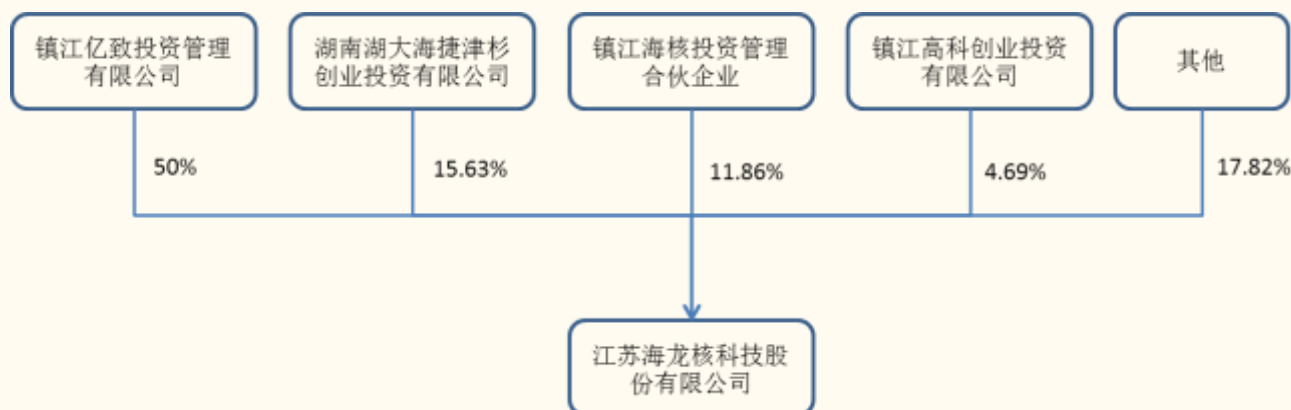 镇江亿致投资管理
有限公司
湖南湖大海捷津杉
创业投资有限公司
镇江海核投资管理
合伙企业
镇江高科创业投资
有限公司
其他
50%
15.63%
11.86%
4.69%
17.82%
江苏海龙核科技股
份有限公司